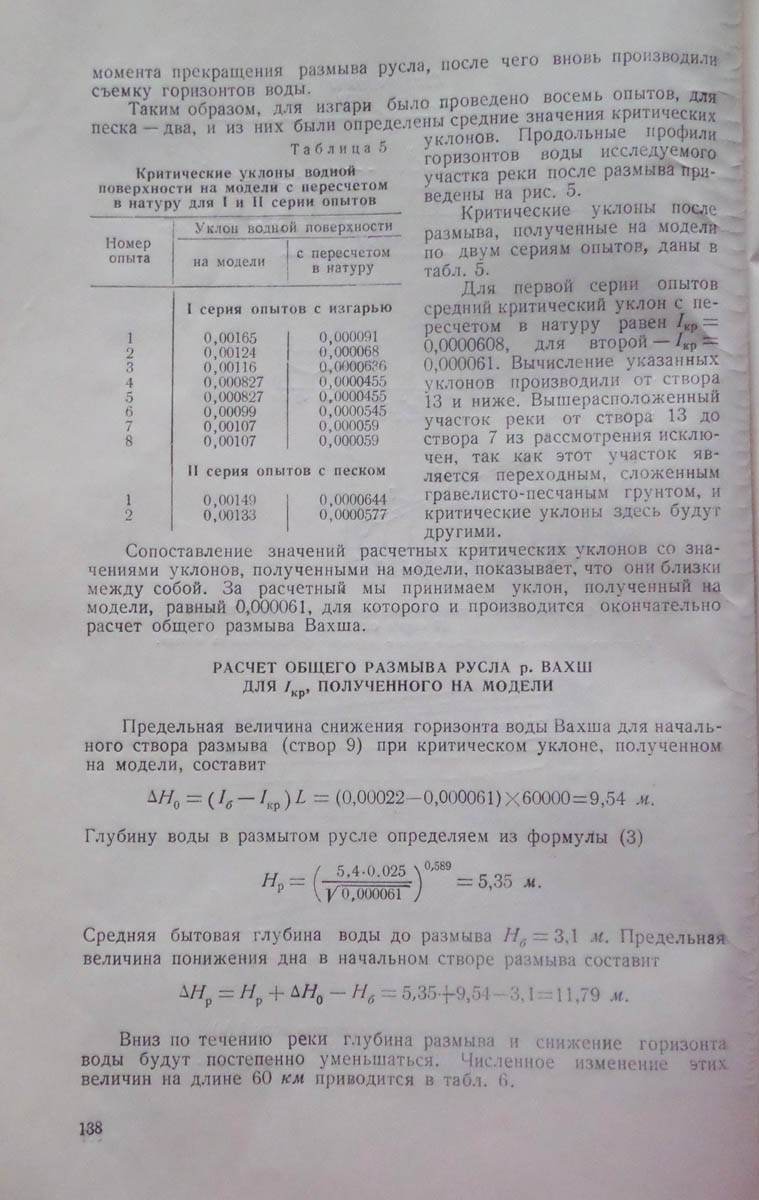 момента прекращения размыва русла, после чего вновь производили
съемку горизонтов воды.
Таким образом, для изгари было проведено восемь опытов, для
песка — два, и из них были определены средние значения критических
уклонов. Продольные профили
горизонтов воды исследуемого
участка реки после размыва при-
ведены на рис. 5.
Критические уклоны после
размыва, полученные на модели
по двум сериям опытов, даны в
табл. 5.
Для первой серии опытов
средний критический уклон с пе-
ресчетом в натуру равен Iкр =
0,0000608, для второй — Iкр =
0,000061. Вычисление указанных
уклонов производили от створа
13 и ниже. Вышерасположенный
участок реки от створа 13 до
створа 7 из рассмотрения исклю-
чен, так как этот участок яв-
ляется переходным, сложенным
гравелисто-песчаным грунтом, и
критические уклоны здесь будут
другими.
Таблица 5
Критические уклоны водной
поверхности на модели с пересчетом
в натуру для I и II серии опытов
Номер опыта | Уклон водной поверхности
на модели | с пересчетом в натуру
I серия опытов с изгарью
1 0,00165 0,000091
2 0,00124 0,000068
3 0,00116
4 0,000827 0,0000455
5 0,000827 0,0000455
6 0,00099 0,0000545
7 0,00107 0,000059
8 0,00107 0,000059
II серия опытов с песком
1 0,00149 0,0000644
2 0,00133 0,0000577
Сопоставление значений расчетных критических уклонов со зна-
чениями уклонов, полученными на модели, показывает, что они близки
между собой. За расчетный мы принимаем уклон, полученный на
модели, равный 0,000061, для которого и производится окончательно
расчет общего размыва Вахша.
РАСЧЕТ ОБЩЕГО РАЗМЫВА РУСЛА р. ВАХШ
ДЛЯ Iкр, ПОЛУЧЕННОГО НА МОДЕЛИ
Предельная величина снижения горизонта воды Вахша для началь-
ного створа размыва (створ 9) при критическом уклоне, полученном
на модели, составит
ΔH₀ = (Iб — Iкр) L = (0,00022—0,000061)×60000=9,54 м.
Глубину воды в размытом русле определяем из формулы (3)
Hр = (5,4·0,025 / √0,000061)^0,589 = 5,35 м.
Средняя бытовая глубина воды до размыва Hб = 3,1 м. Предельная
величина понижения дна в начальном створе размыва составит
ΔHр = Hр + ΔH₀ — Hб = 5,35+9,54—3,1=11,79 м.
Вниз по течению реки глубина размыва и снижение горизонта
воды будут постепенно уменьшаться. Численное изменение этих
величин на длине 60 км приводится в табл. 6.
138